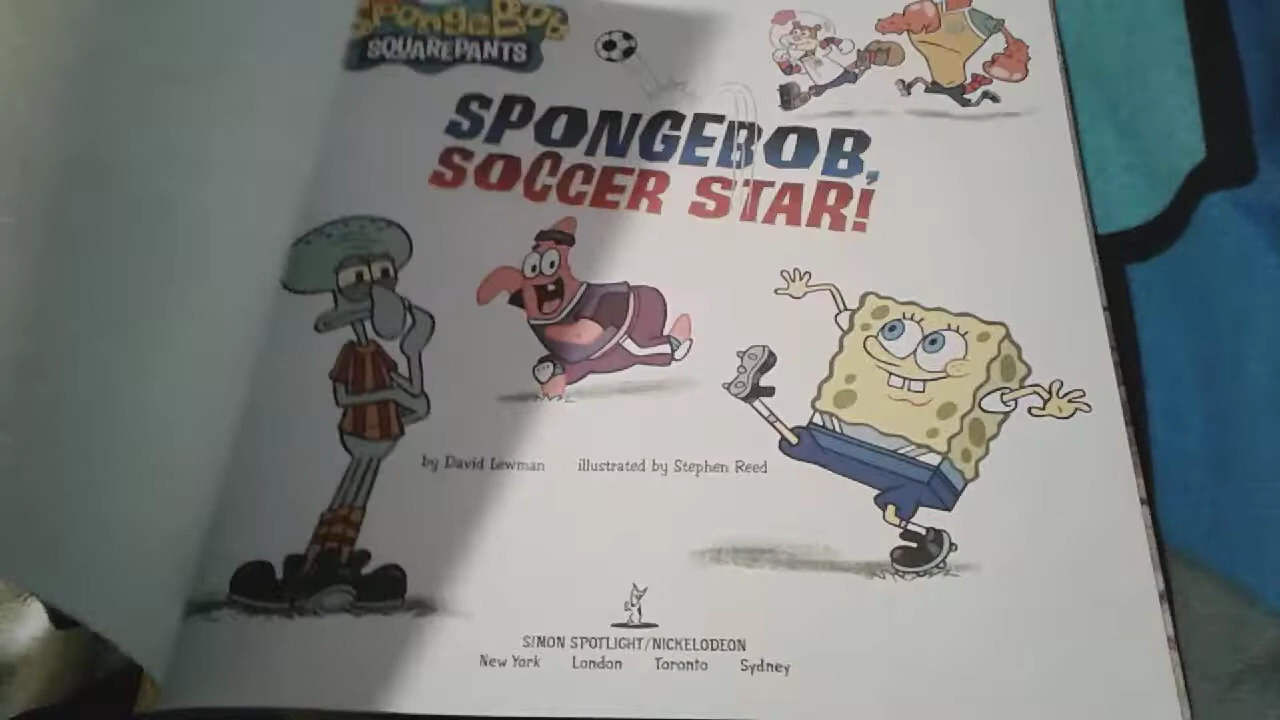 SpongeBob
SQUAREPANTS
SPONGEBOB,
SOCCER STAR!
by David Lewman illustrated by Stephen Reed
SIMON SPOTLIGHT/NICKELODEON
New York London Toronto Sydney